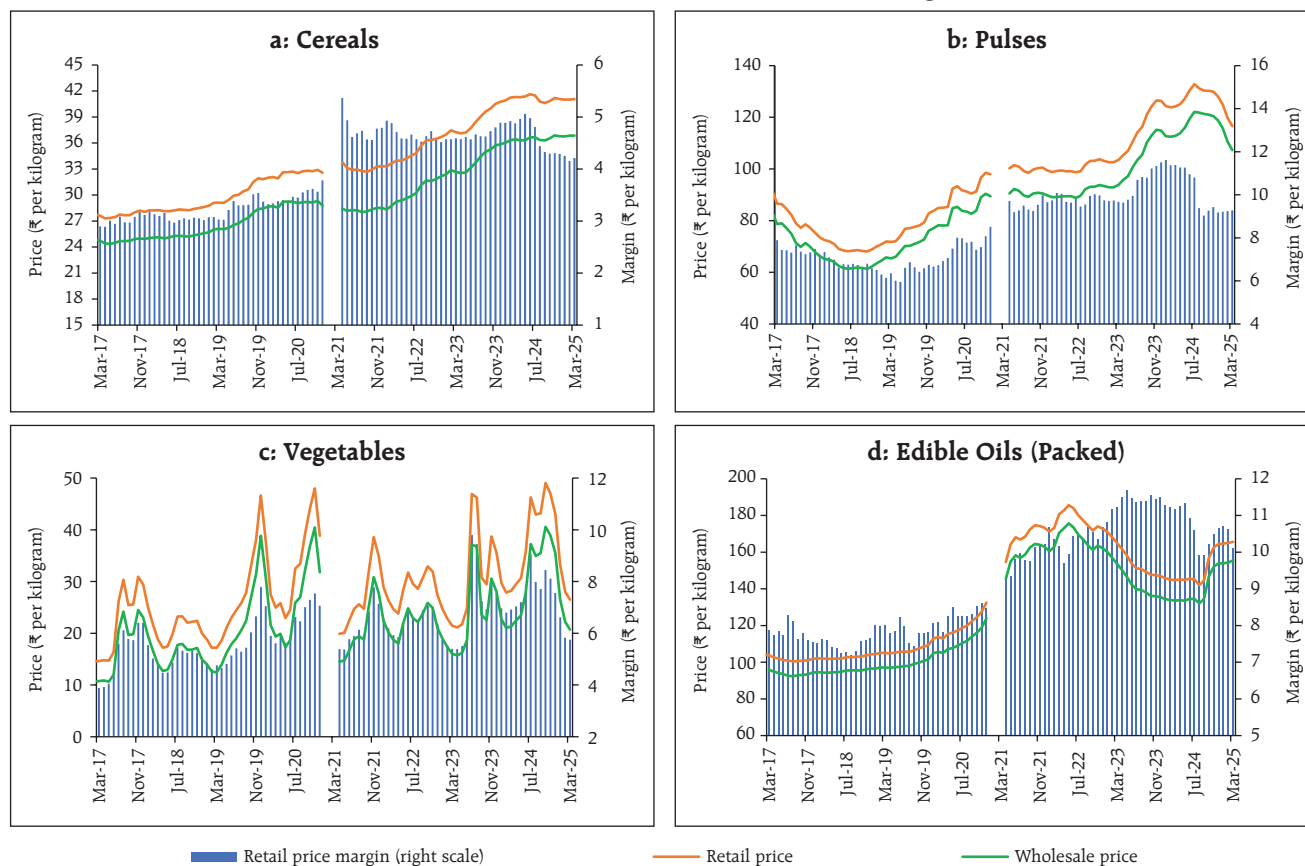 a: Cereals
Price (₹ per kilogram)
45
42
39
36
33
30
27
24
21
18
15
6
5
4
3
2
1
Margin (₹ per kilogram)
Mar-17
Nov-17
Jul-18
Mar-19
Nov-19
Jul-20
Mar-21
Nov-21
Jul-22
Mar-23
Nov-23
Jul-24
Mar-25
b: Pulses
Price (₹ per kilogram)
140
120
100
80
60
40
16
14
12
10
8
6
4
Margin (₹ per kilogram)
Mar-17
Nov-17
Jul-18
Mar-19
Nov-19
Jul-20
Mar-21
Nov-21
Jul-22
Mar-23
Nov-23
Jul-24
Mar-25
c: Vegetables
Price (₹ per kilogram)
50
40
30
20
10
0
12
10
8
6
4
2
Margin (₹ per kilogram)
Mar-17
Nov-17
Jul-18
Mar-19
Nov-19
Jul-20
Mar-21
Nov-21
Jul-22
Mar-23
Nov-23
Jul-24
Mar-25
d: Edible Oils (Packed)
Price (₹ per kilogram)
200
180
160
140
120
100
80
60
12
11
10
9
8
7
6
5
Margin (₹ per kilogram)
Mar-17
Nov-17
Jul-18
Mar-19
Nov-19
Jul-20
Mar-21
Nov-21
Jul-22
Mar-23
Nov-23
Jul-24
Mar-25
Retail price margin (right scale)
Retail price
Wholesale price